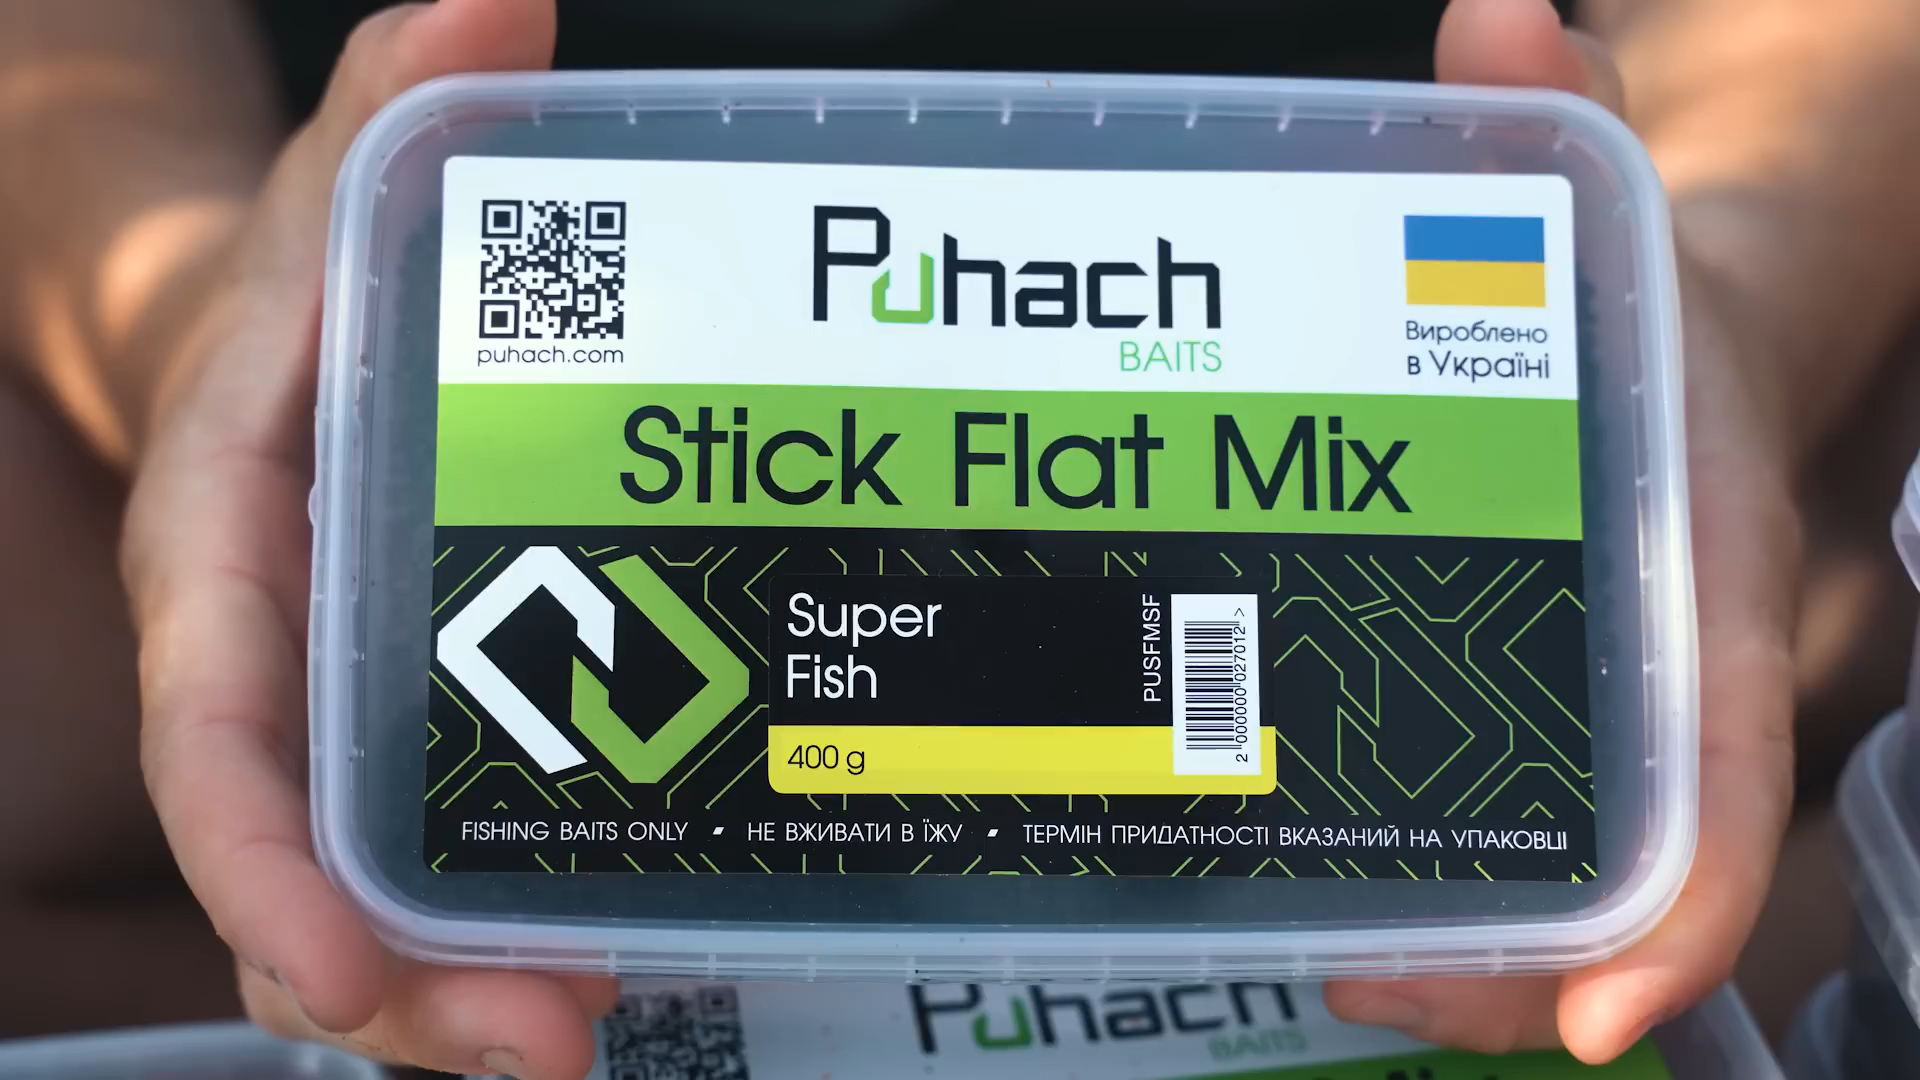 puhach.com
Puhach
BAITS
Вироблено
в Україні
Stick Flat Mix
Super
Fish
PUSFMSF
2 000000 027012 >
400 g
FISHING BAITS ONLY ▰ НЕ ВЖИВАТИ В ЇЖУ ▰ ТЕРМІН ПРИДАТНОСТІ ВКАЗАНИЙ НА УПАКОВЦІ
Puhach
BAITS